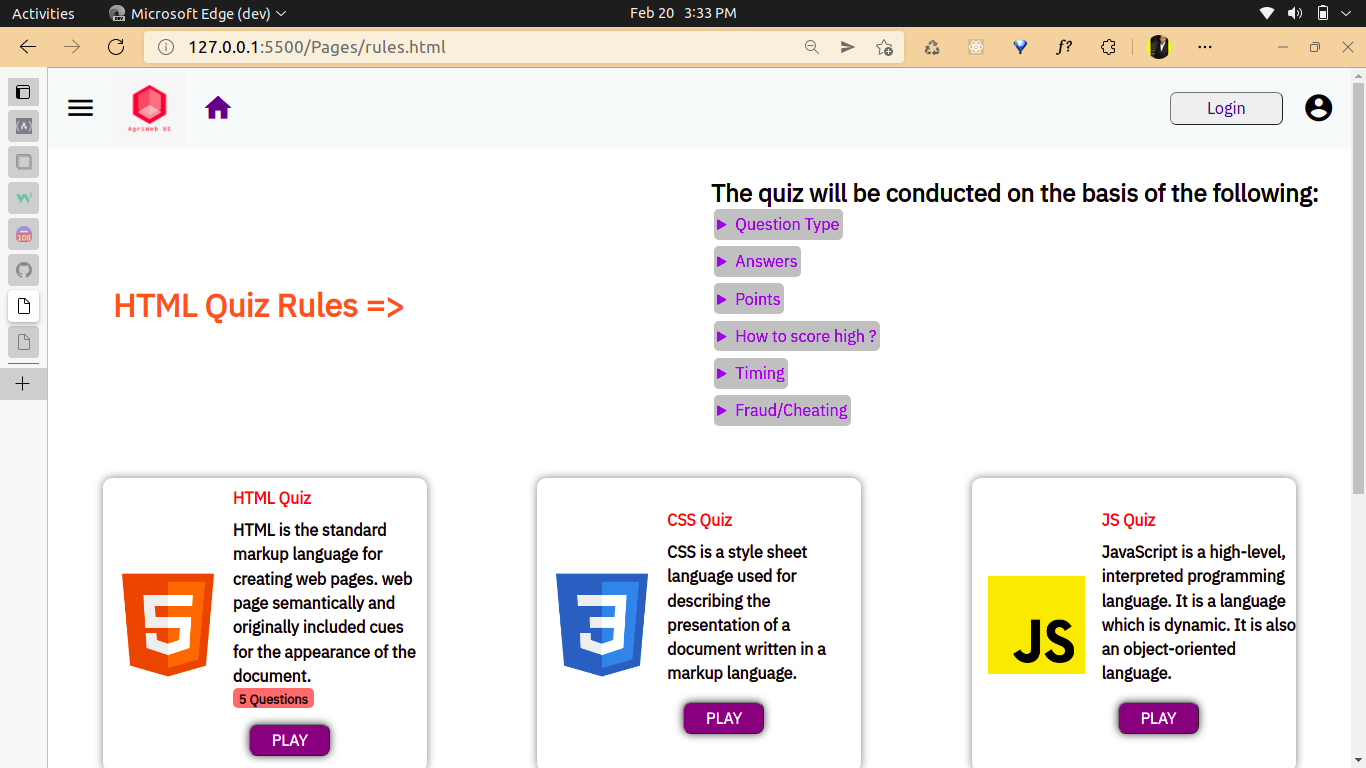 Activities
Microsoft Edge (dev)
Feb 20 3:33 PM
127.0.0.1:5500/Pages/rules.html
f?
108
AgriWeb UI
Login
The quiz will be conducted on the basis of the following:
Question Type
Answers
Points
How to score high ?
Timing
Fraud/Cheating
HTML Quiz Rules =>
HTML Quiz
HTML is the standard
markup language for
creating web pages. web
page semantically and
originally included cues
for the appearance of the
document.
5 Questions
PLAY
5
CSS Quiz
CSS is a style sheet
language used for
describing the
presentation of a
document written in a
markup language.
PLAY
3
JS Quiz
JavaScript is a high-level,
interpreted programming
language. It is a language
which is dynamic. It is also
an object-oriented
language.
PLAY
JS